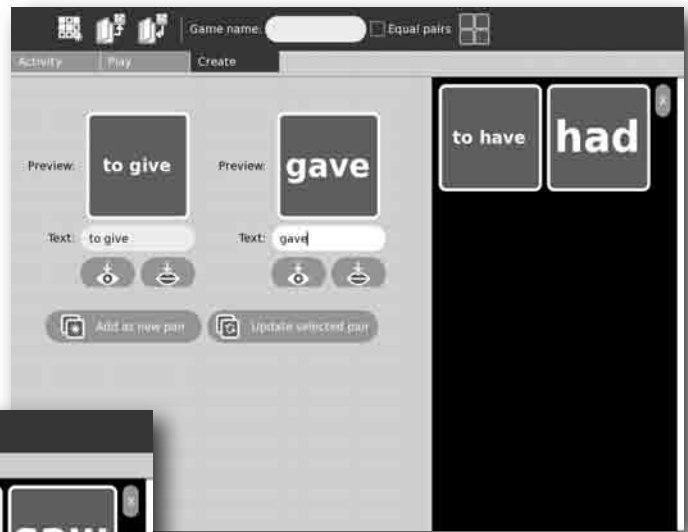 Game name: Equal pairs
Activity Play Create
to have had x
Preview: to give Preview: gave
Text: to give Text: gave
Add as new pair Update selected pair
x